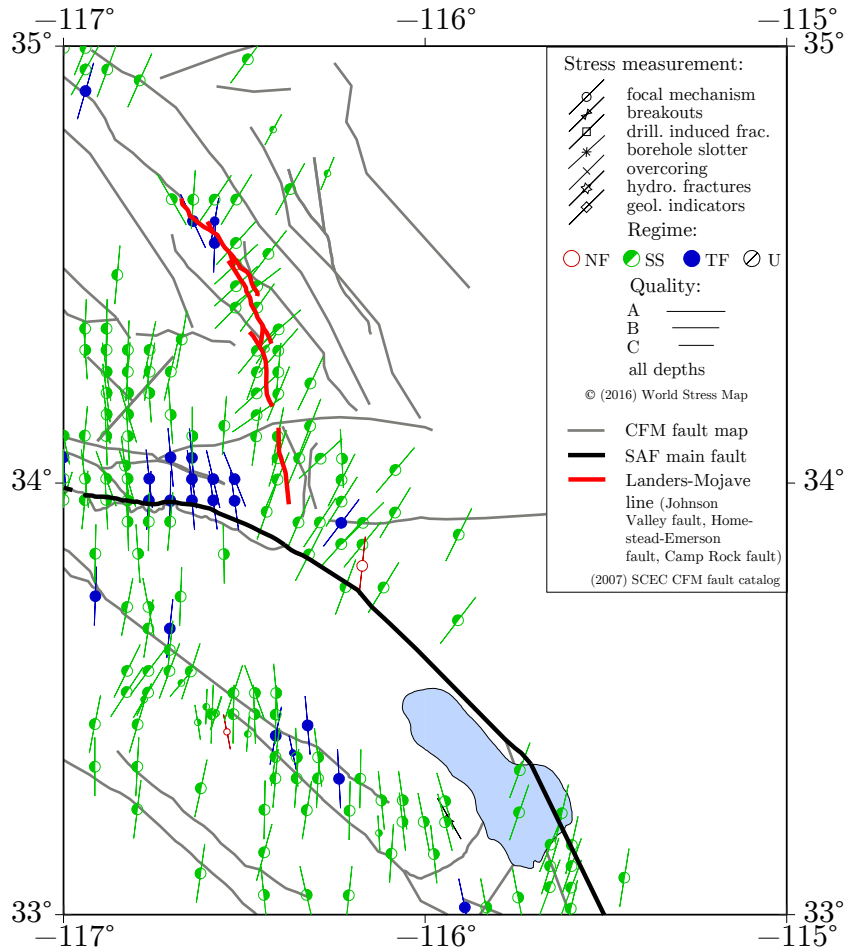 −117° −116° −115°
35° 35°
Stress measurement:
focal mechanism
breakouts
drill. induced frac.
borehole slotter
overcoring
hydro. fractures
geol. indicators
Regime:
NF SS TF U
Quality:
A
B
C
all depths
© (2016) World Stress Map
CFM fault map
SAF main fault
Landers-Mojave
line (Johnson
Valley fault, Home-
stead-Emerson
fault, Camp Rock fault)
(2007) SCEC CFM fault catalog
34° 34°
33° 33°
−117° −116° −115°